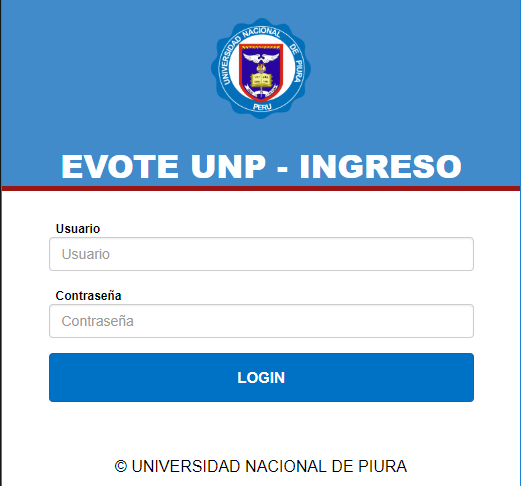 UNIVERSIDAD NACIONAL DE PIURA
PERU
EVOTE UNP - INGRESO
Usuario
Usuario
Contraseña
Contraseña
LOGIN
© UNIVERSIDAD NACIONAL DE PIURA